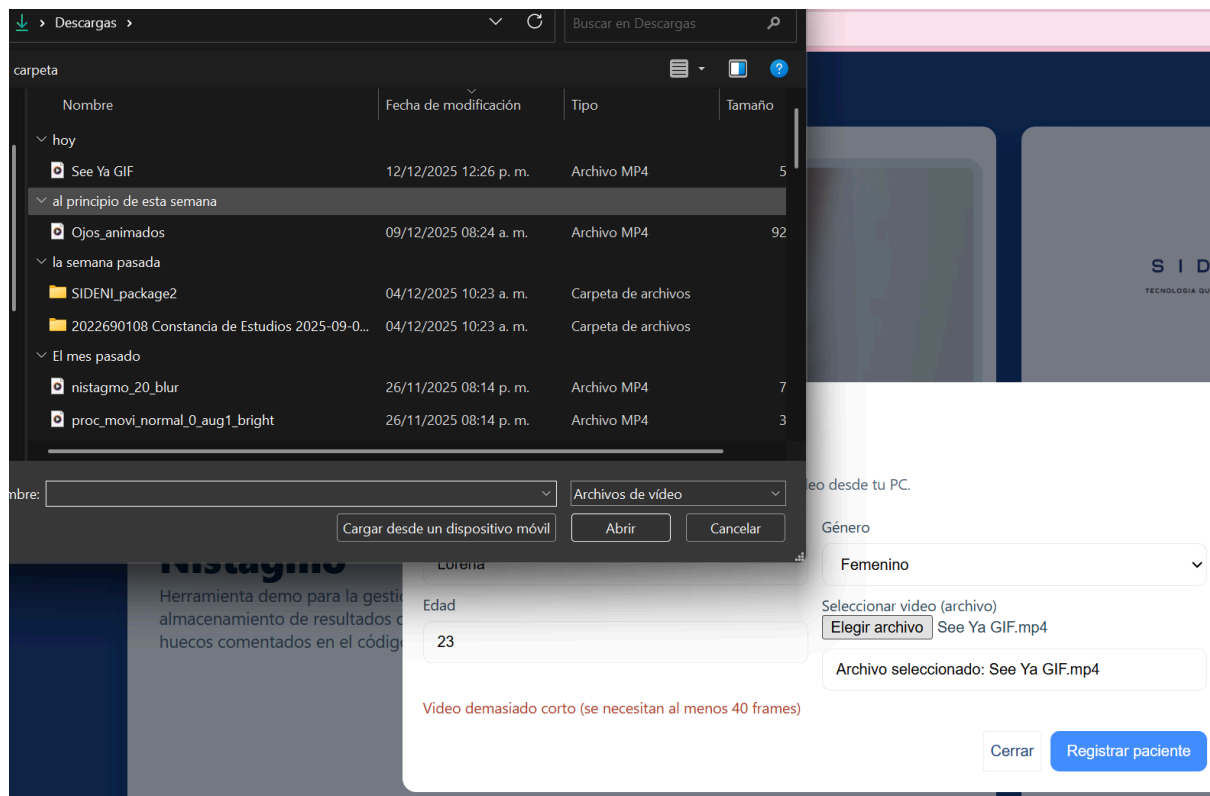 Descargas
Buscar en Descargas
carpeta
Nombre Fecha de modificación Tipo Tamaño
hoy
See Ya GIF 12/12/2025 12:26 p. m. Archivo MP4 5
al principio de esta semana
Ojos_animados 09/12/2025 08:24 a. m. Archivo MP4 92
la semana pasada
SIDENI_package2 04/12/2025 10:23 a. m. Carpeta de archivos
2022690108 Constancia de Estudios 2025-09-0... 04/12/2025 10:23 a. m. Carpeta de archivos
El mes pasado
nistagmo_20_blur 26/11/2025 08:14 p. m. Archivo MP4 7
proc_movi_normal_0_aug1_bright 26/11/2025 08:14 p. m. Archivo MP4 3
mbre: Archivos de vídeo
Cargar desde un dispositivo móvil Abrir Cancelar
S I D
TECNOLOGIA QU
eo desde tu PC.
Género
Femenino
Nistagmo
Herramienta demo para la gesti
almacenamiento de resultados
huecos comentados en el códig
Lorena
Edad
23
Seleccionar video (archivo)
Elegir archivo See Ya GIF.mp4
Archivo seleccionado: See Ya GIF.mp4
Video demasiado corto (se necesitan al menos 40 frames)
Cerrar Registrar paciente